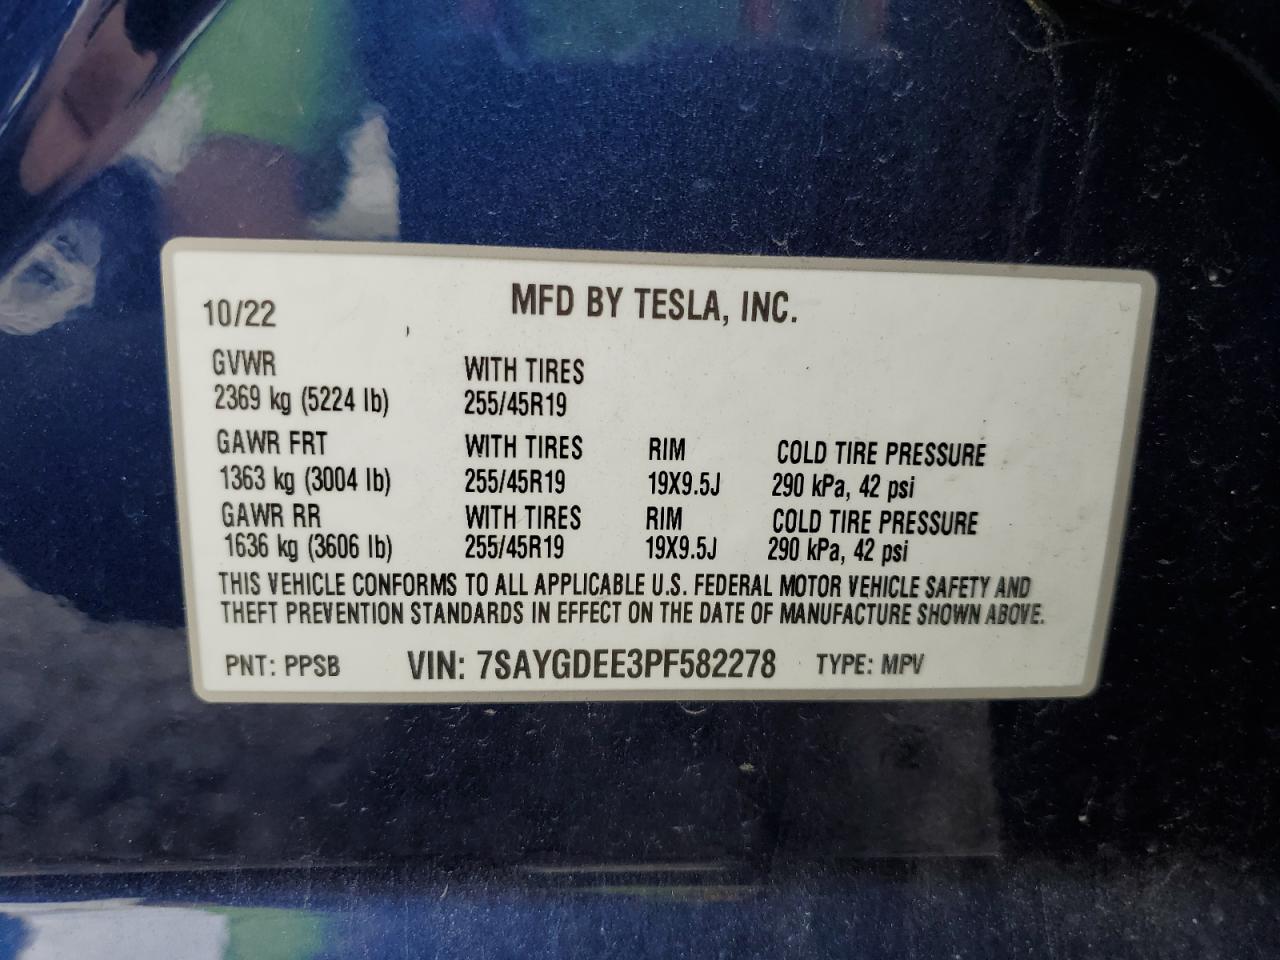 10/22 MFD BY TESLA, INC.
GVWR WITH TIRES
2369 kg (5224 lb) 255/45R19
GAWR FRT WITH TIRES RIM COLD TIRE PRESSURE
1363 kg (3004 lb) 255/45R19 19X9.5J 290 kPa, 42 psi
GAWR RR WITH TIRES RIM COLD TIRE PRESSURE
1636 kg (3606 lb) 255/45R19 19X9.5J 290 kPa, 42 psi
THIS VEHICLE CONFORMS TO ALL APPLICABLE U.S. FEDERAL MOTOR VEHICLE SAFETY AND
THEFT PREVENTION STANDARDS IN EFFECT ON THE DATE OF MANUFACTURE SHOWN ABOVE.
PNT: PPSB VIN: 7SAYGDEE3PF582278 TYPE: MPV